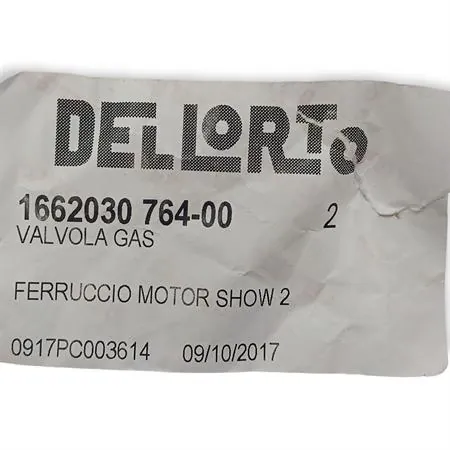 DELLORTO
1662030 764-00 2
VALVOLA GAS
FERRUCCIO MOTOR SHOW 2
0917PC003614 09/10/2017